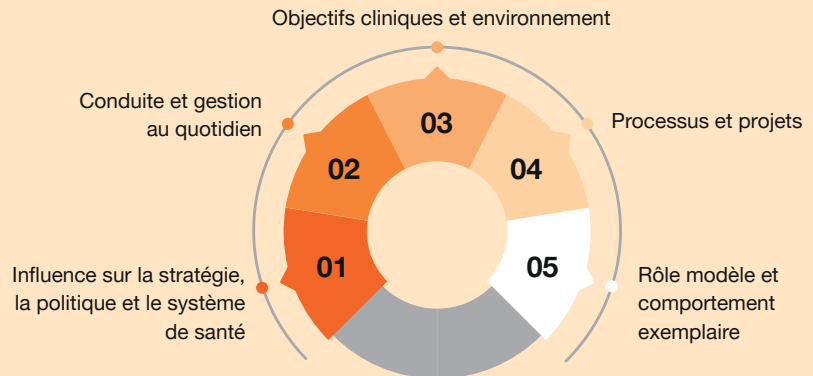 Objectifs cliniques et environnement
Conduite et gestion
au quotidien
03
Processus et projets
02
04
01
05
Influence sur la stratégie,
la politique et le système
de santé
Rôle modèle et
comportement
exemplaire